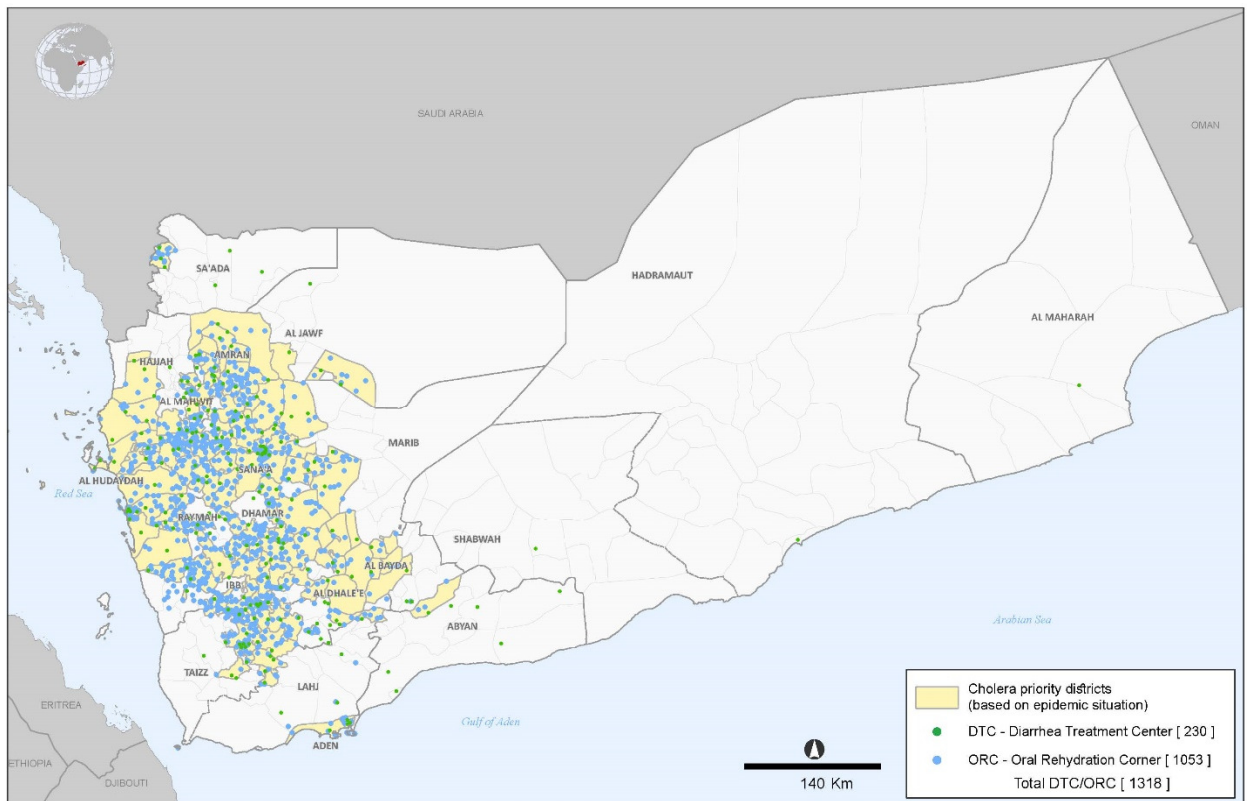 SAUDI ARABIA
OMAN
SA'ADA
HADRAMAUT
AL MAHARAH
AL JAWF
AMRAN
HAJJAH
AL MAHWIT
MARIB
SANA'A
AL HUDAYDAH
Red Sea
RAYMAH
DHAMAR
SHABWAH
AL BAYDA
IBB
AL DHALE'E
ABYAN
Arabian Sea
TAIZZ
LAHJ
ERITREA
Gulf of Aden
ADEN
ETHIOPIA
DJIBOUTI
140 Km
Cholera priority districts
(based on epidemic situation)
DTC - Diarrhea Treatment Center [ 230 ]
ORC - Oral Rehydration Corner [ 1053 ]
Total DTC/ORC [ 1318 ]